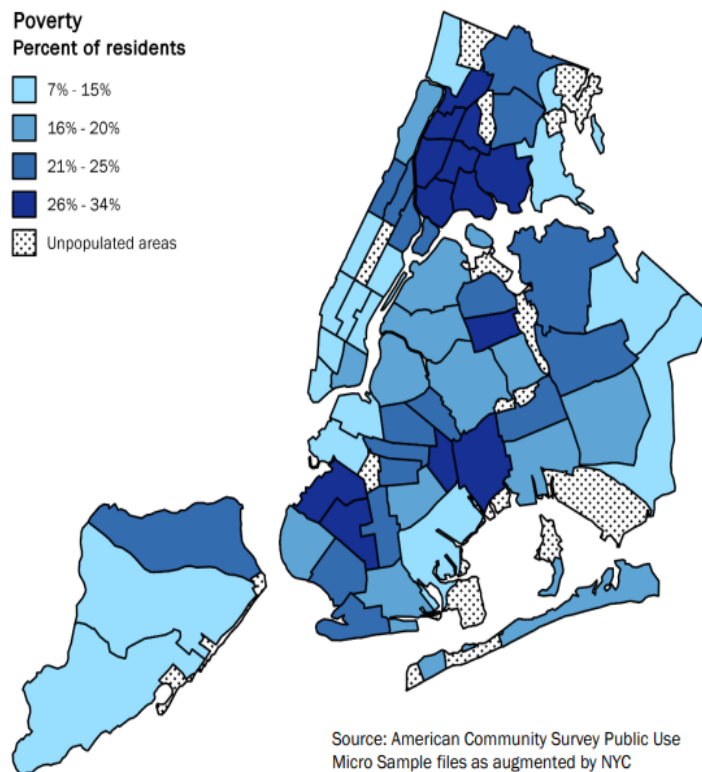 Poverty
Percent of residents
7% - 15%
16% - 20%
21% - 25%
26% - 34%
Unpopulated areas
Source: American Community Survey Public Use
Micro Sample files as augmented by NYC